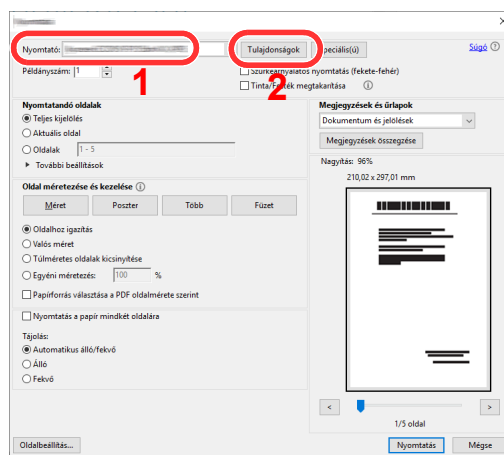 Nyomtató:
Tulajdonságok
Speciális(ú)
Súgó
Példányszám: 1
1
2
Szürkeárnyalatos nyomtatás (fekete-fehér)
Tinta/Festék megtakarítása
Nyomtatandó oldalak
Teljes kijelölés
Aktuális oldal
Oldalak 1 - 5
További beállítások
Oldal méretezése és kezelése
Méret Poszter Több Füzet
Oldalhoz igazítás
Valós méret
Túlméretes oldalak kicsinyítése
Egyéni méretezés: 100 %
Papírforrás választása a PDF oldalmérete szerint
Nyomtatás a papír mindkét oldalára
Tájolás:
Automatikus álló/fekvő
Álló
Fekvő
Megjegyzések és űrlapok
Dokumentum és jelölések
Megjegyzések összegzése
Nagyítás: 96%
210,02 x 297,01 mm
< >
1/5 oldal
Oldalbeállítás...
Nyomtatás Mégse